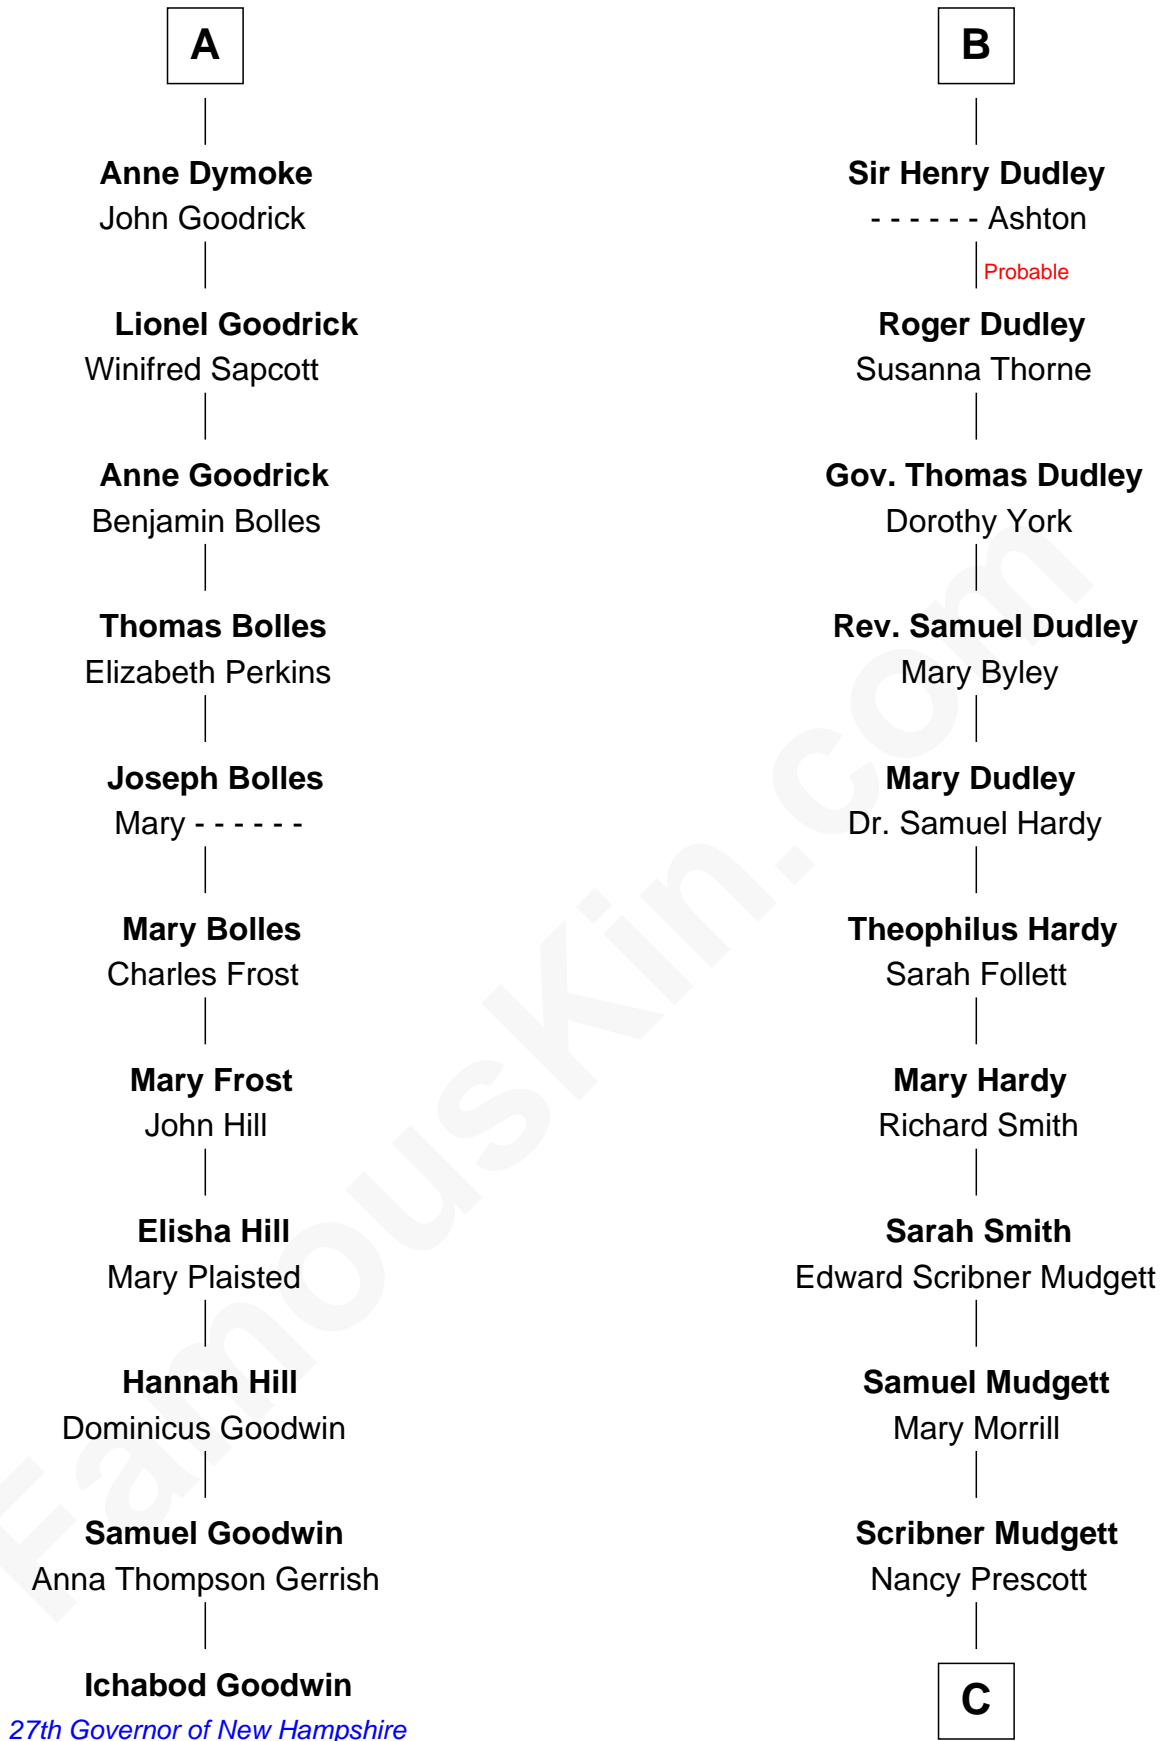 A
Anne Dymoke
John Goodrick
Lionel Goodrick
Winifred Sapcott
Anne Goodrick
Benjamin Bolles
Thomas Bolles
Elizabeth Perkins
Joseph Bolles
Mary - - - - - -
Mary Bolles
Charles Frost
Mary Frost
John Hill
Elisha Hill
Mary Plaisted
Hannah Hill
Dominicus Goodwin
Samuel Goodwin
Anna Thompson Gerrish
Ichabod Goodwin
27th Governor of New Hampshire
B
Sir Henry Dudley
- - - - - - Ashton
Probable
Roger Dudley
Susanna Thorne
Gov. Thomas Dudley
Dorothy York
Rev. Samuel Dudley
Mary Byley
Mary Dudley
Dr. Samuel Hardy
Theophilus Hardy
Sarah Follett
Mary Hardy
Richard Smith
Sarah Smith
Edward Scribner Mudgett
Samuel Mudgett
Mary Morrill
Scribner Mudgett
Nancy Prescott
C
FamousKin.com